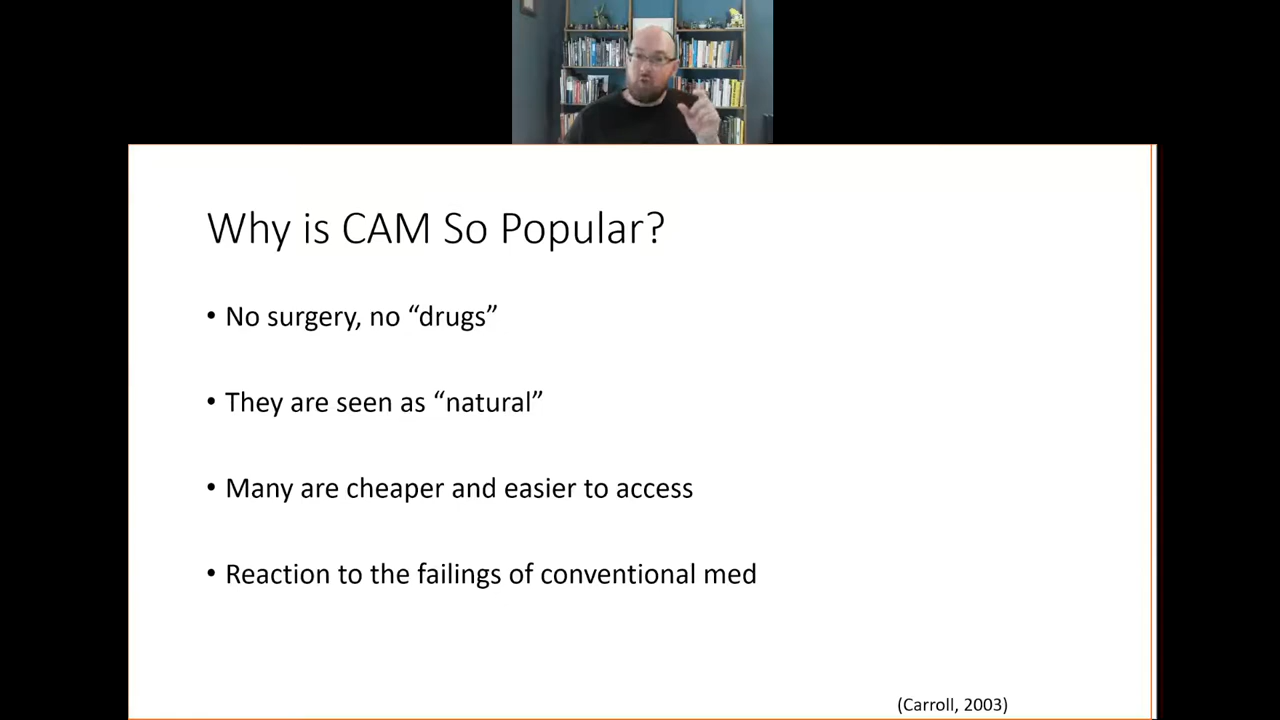 Why is CAM So Popular?
• No surgery, no “drugs”
• They are seen as “natural”
• Many are cheaper and easier to access
• Reaction to the failings of conventional med
(Carroll, 2003)